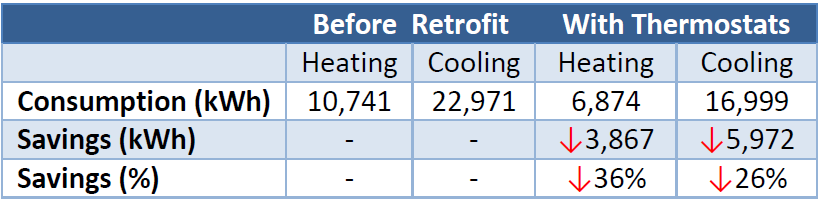 Before Retrofit With Thermostats
Heating Cooling Heating Cooling
Consumption (kWh) 10,741 22,971 6,874 16,999
Savings (kWh) - - ↓3,867 ↓5,972
Savings (%) - - ↓36% ↓26%